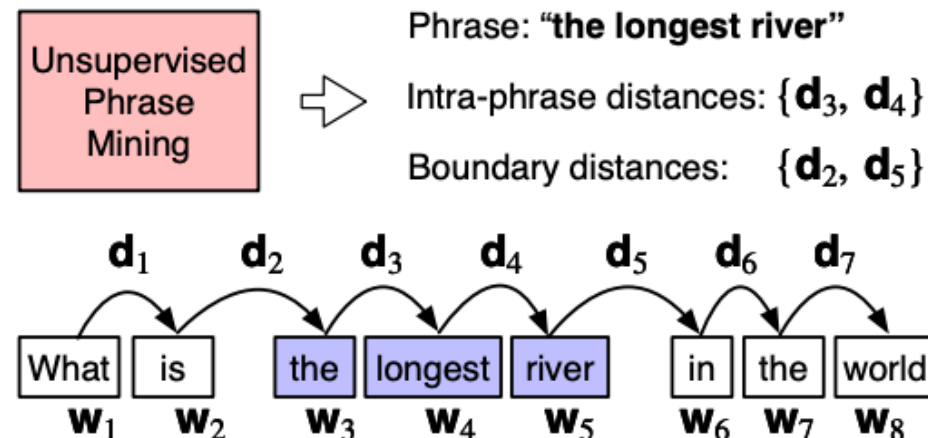 Unsupervised
Phrase
Mining
Phrase: “the longest river”
Intra-phrase distances: {d₃, d₄}
Boundary distances: {d₂, d₅}
d₁ d₂ d₃ d₄ d₅ d₆ d₇
What is the longest river in the world
w₁ w₂ w₃ w₄ w₅ w₆ w₇ w₈